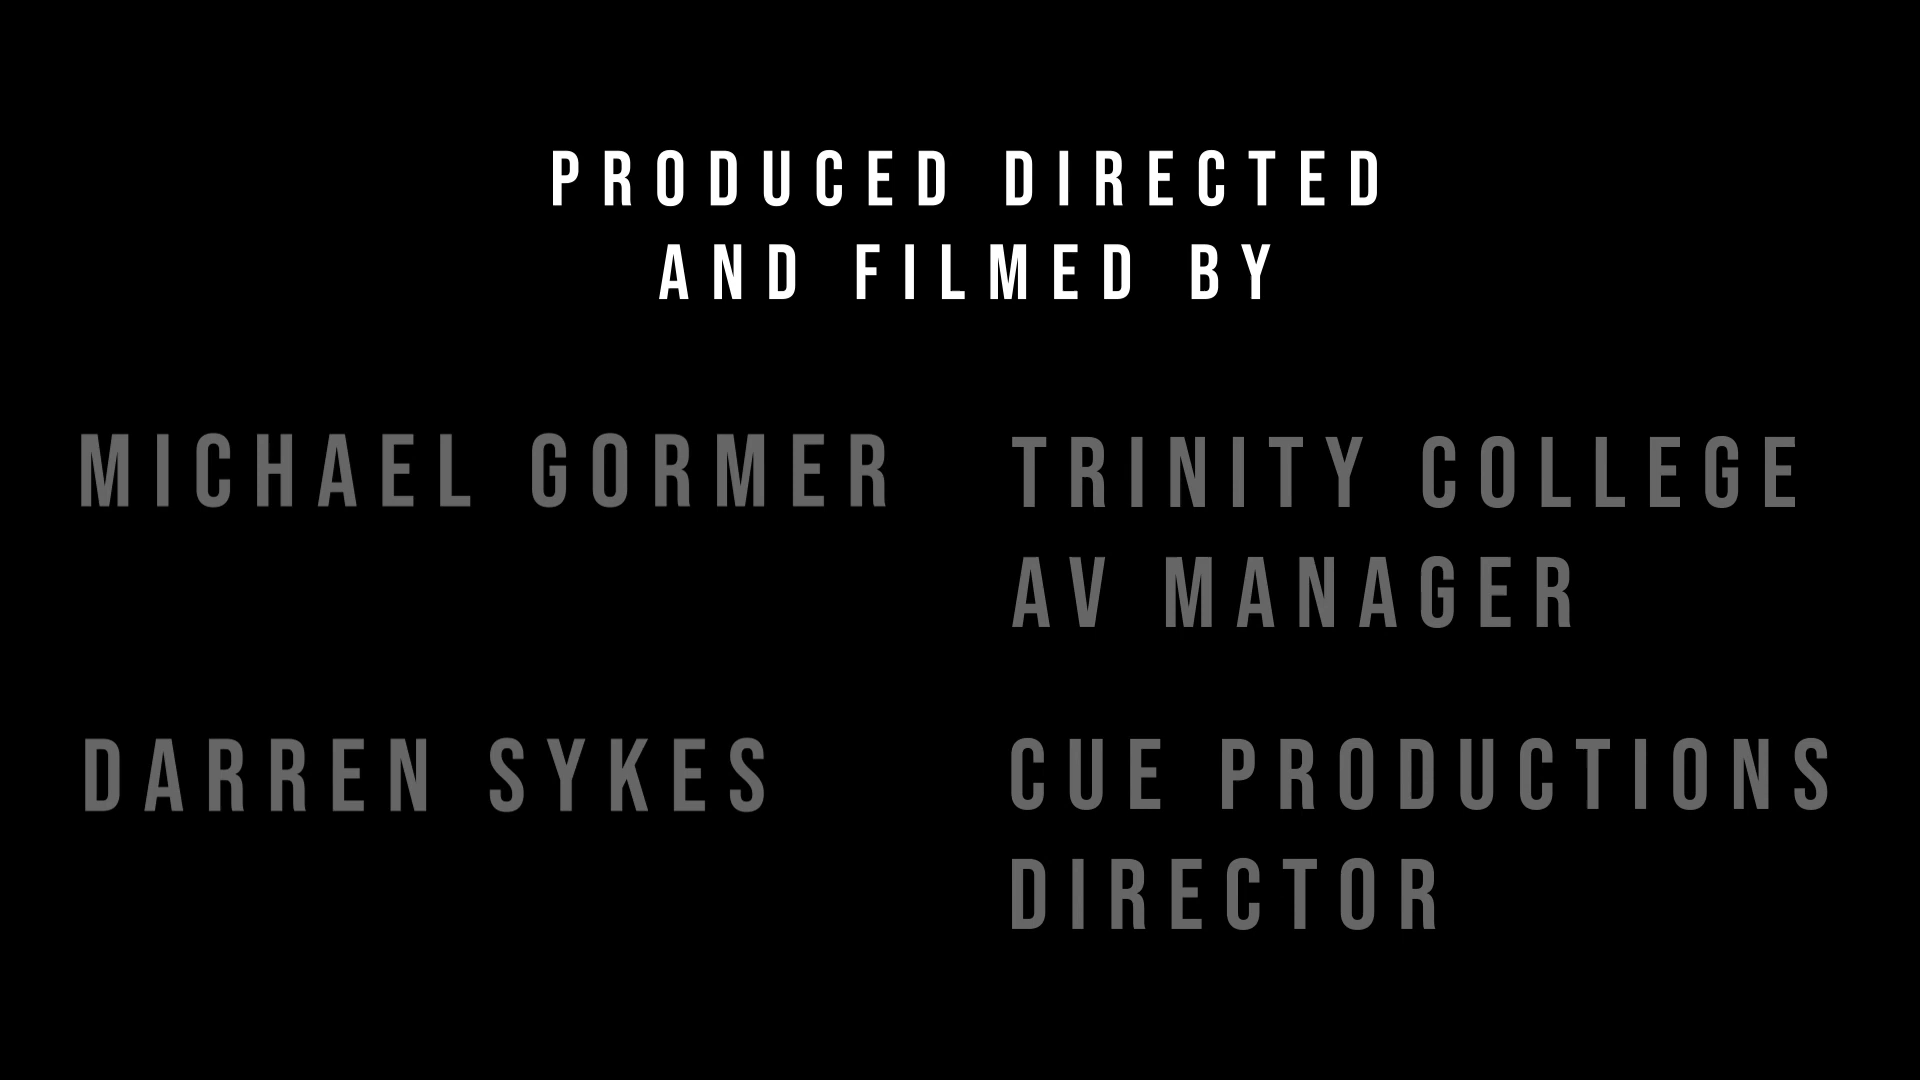 PRODUCED DIRECTED
AND FILMED BY
MICHAEL GORMER
TRINITY COLLEGE
AV MANAGER
DARREN SYKES
CUE PRODUCTIONS
DIRECTOR